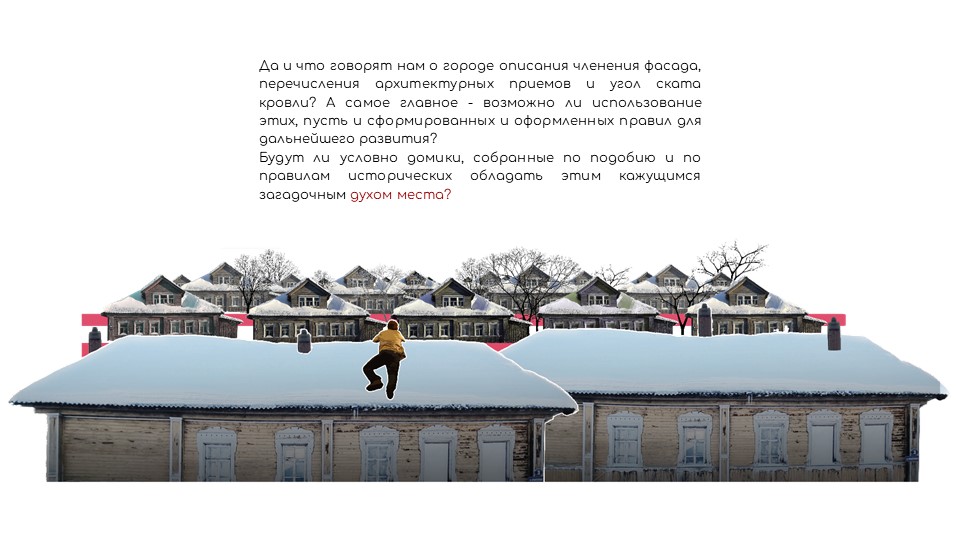 Да и что говорят нам о городе описания членения фасада,
перечисления архитектурных приемов и угол ската
кровли? А самое главное - возможно ли использование
этих, пусть и сформированных и оформленных правил для
дальнейшего развития?
Будут ли условно домики, собранные по подобию и по
правилам исторических обладать этим кажущимся
загадочным духом места?